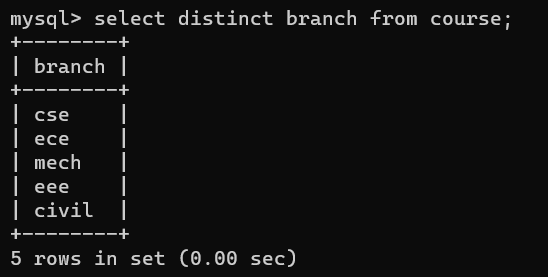 mysql> select distinct branch from course;
+--------+
| branch |
+--------+
| cse    |
| ece    |
| mech   |
| eee    |
| civil  |
+--------+
5 rows in set (0.00 sec)